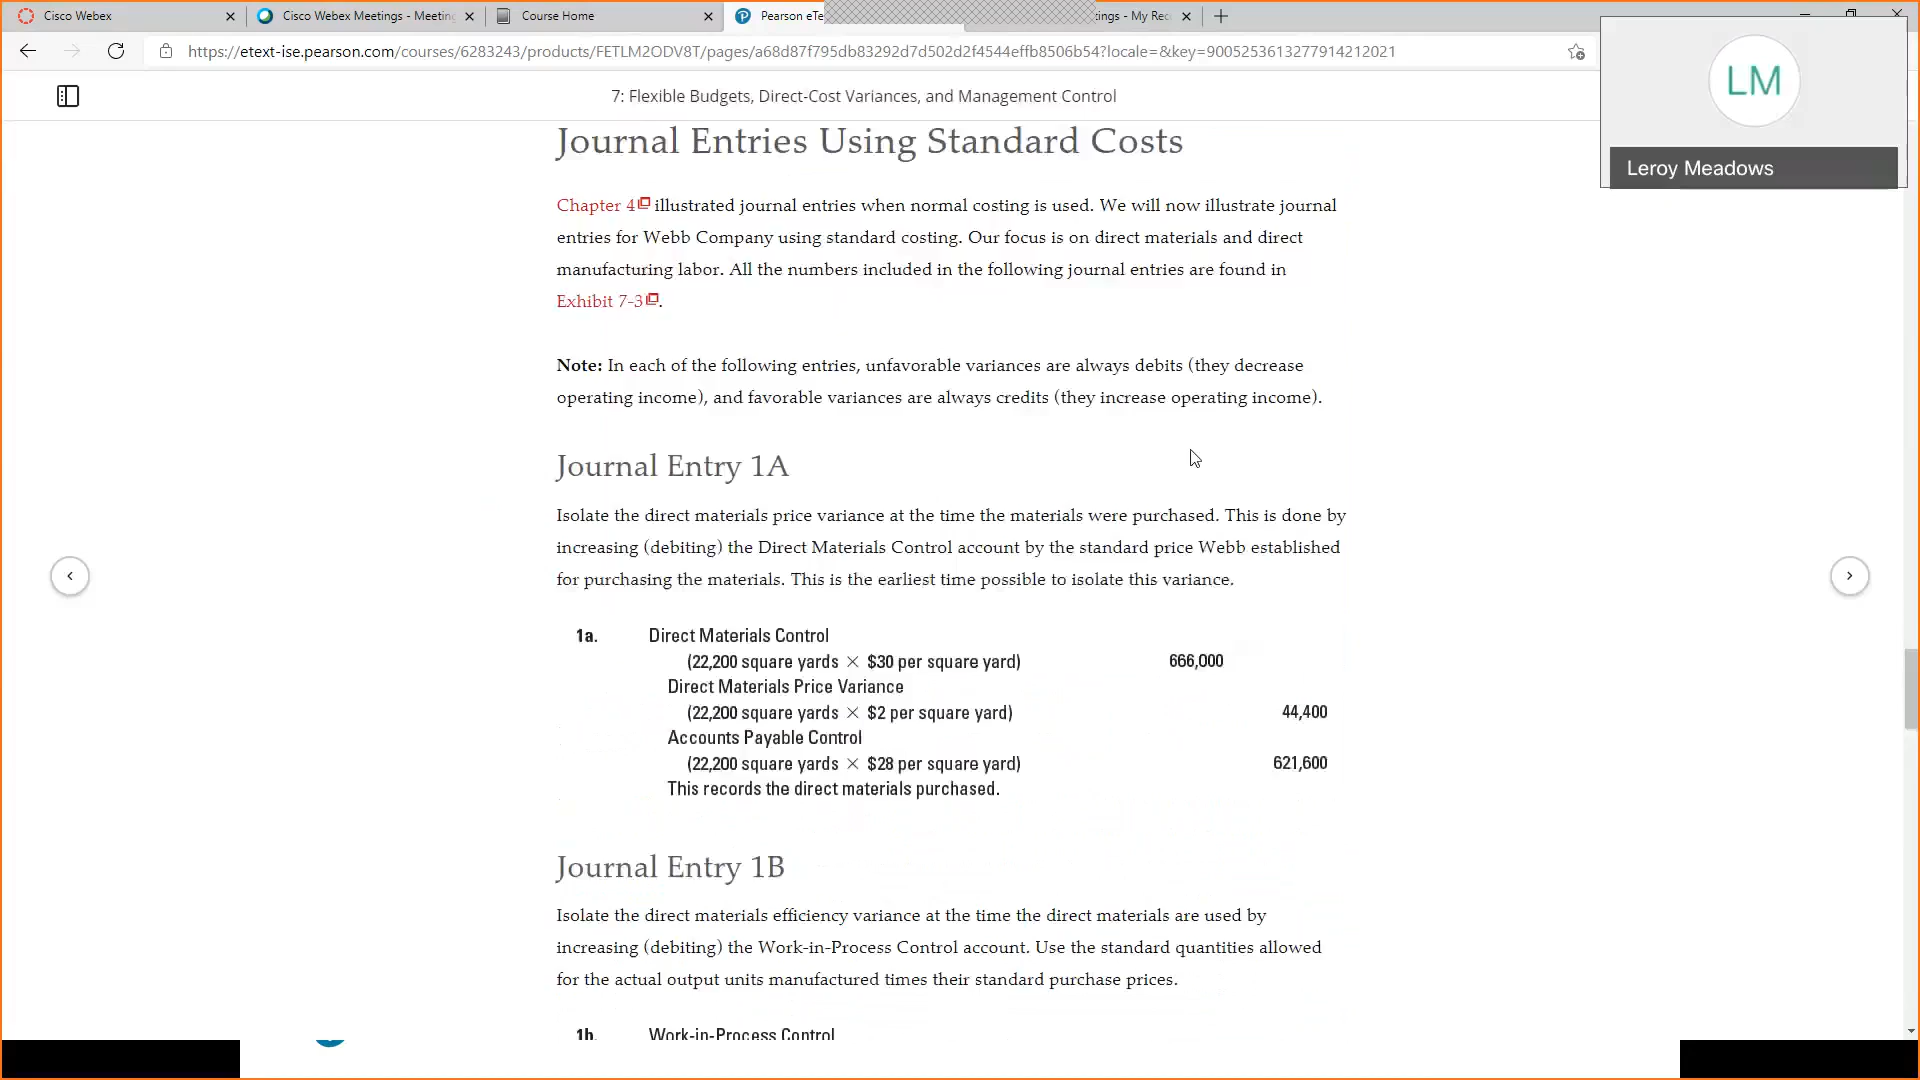 Cisco Webex
Cisco Webex Meetings - Meeting
Course Home
Pearson eTe
tings - My Rec
https://etext-ise.pearson.com/courses/6283243/products/FETLM2ODV8T/pages/a68d87f795db83292d7d502d2f4544effb8506b54?locale=&key=9005253613277914212021
LM
Leroy Meadows
7: Flexible Budgets, Direct-Cost Variances, and Management Control
Journal Entries Using Standard Costs
Chapter 4 illustrated journal entries when normal costing is used. We will now illustrate journal
entries for Webb Company using standard costing. Our focus is on direct materials and direct
manufacturing labor. All the numbers included in the following journal entries are found in
Exhibit 7-3.
Note: In each of the following entries, unfavorable variances are always debits (they decrease
operating income), and favorable variances are always credits (they increase operating income).
Journal Entry 1A
Isolate the direct materials price variance at the time the materials were purchased. This is done by
increasing (debiting) the Direct Materials Control account by the standard price Webb established
for purchasing the materials. This is the earliest time possible to isolate this variance.
1a. Direct Materials Control
(22,200 square yards × $30 per square yard) 666,000
Direct Materials Price Variance
(22,200 square yards × $2 per square yard) 44,400
Accounts Payable Control
(22,200 square yards × $28 per square yard) 621,600
This records the direct materials purchased.
Journal Entry 1B
Isolate the direct materials efficiency variance at the time the direct materials are used by
increasing (debiting) the Work-in-Process Control account. Use the standard quantities allowed
for the actual output units manufactured times their standard purchase prices.
1b. Work-in-Process Control